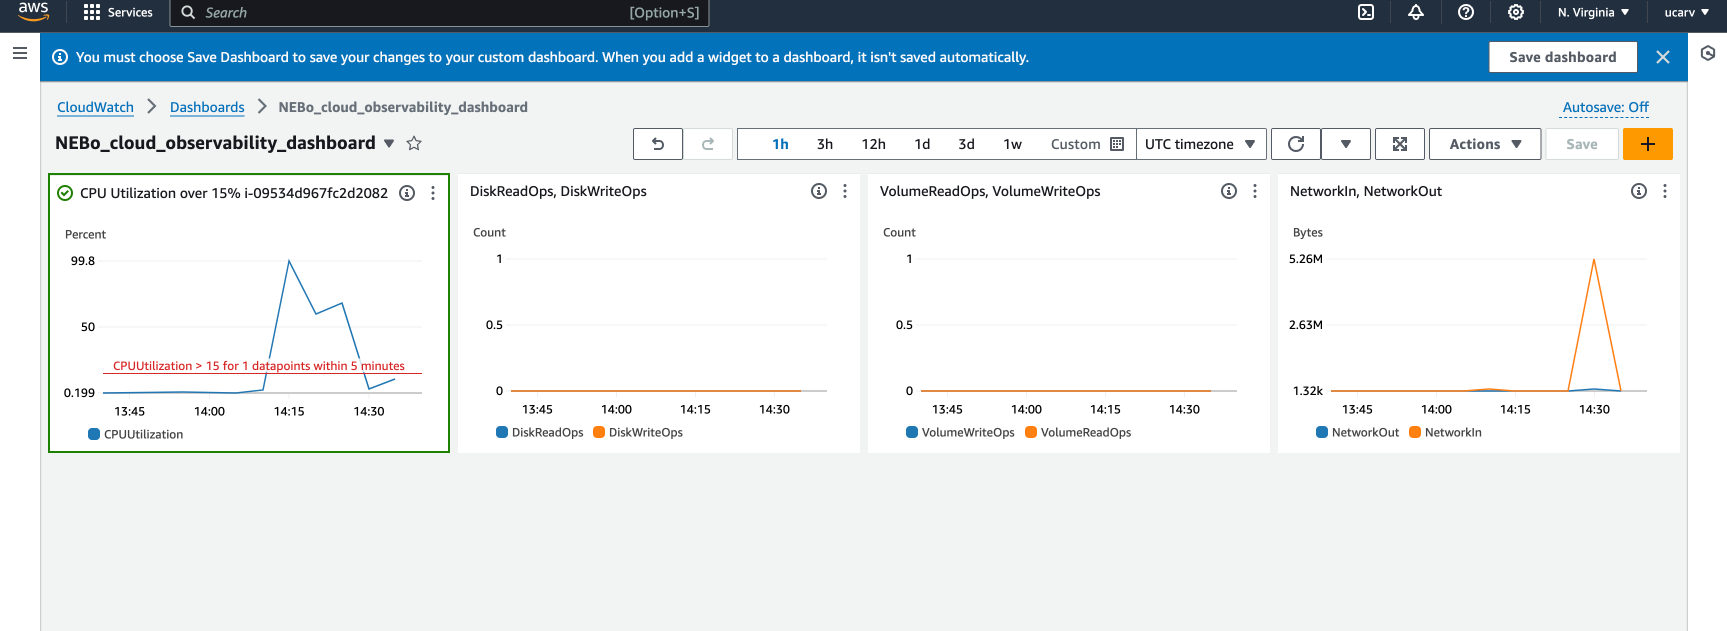 aws
Services
Search
[Option+S]
N. Virginia
ucarv
You must choose Save Dashboard to save your changes to your custom dashboard. When you add a widget to a dashboard, it isn't saved automatically.
Save dashboard
CloudWatch
Dashboards
NEBo_cloud_observability_dashboard
Autosave: Off
NEBo_cloud_observability_dashboard
1h
3h
12h
1d
3d
1w
Custom
UTC timezone
Actions
Save
CPU Utilization over 15% i-09534d967fc2d2082
Percent
99.8
50
CPUUtilization > 15 for 1 datapoints within 5 minutes
0.199
13:45
14:00
14:15
14:30
CPUUtilization
DiskReadOps, DiskWriteOps
Count
1
0.5
0
13:45
14:00
14:15
14:30
DiskReadOps
DiskWriteOps
VolumeReadOps, VolumeWriteOps
Count
1
0.5
0
13:45
14:00
14:15
14:30
VolumeWriteOps
VolumeReadOps
NetworkIn, NetworkOut
Bytes
5.26M
2.63M
1.32k
13:45
14:00
14:15
14:30
NetworkOut
NetworkIn